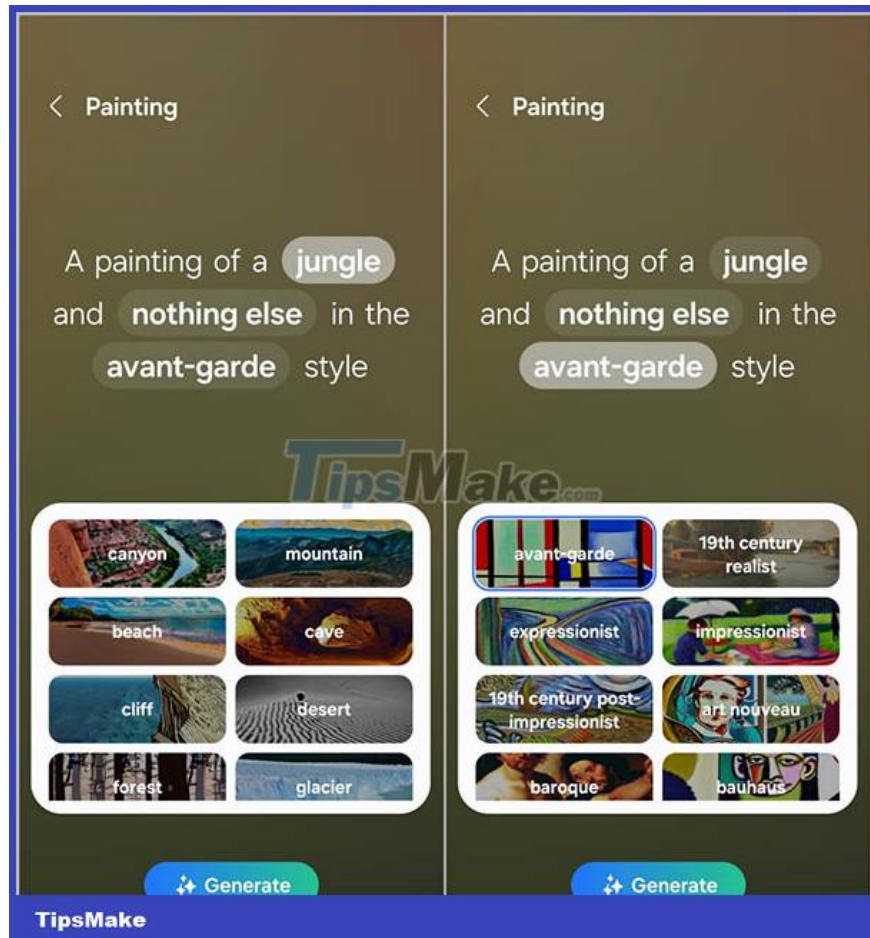 Painting
A painting of a jungle
and nothing else in the
avant-garde style
canyon
mountain
beach
cave
cliff
desert
forest
glacier
Generate
Painting
A painting of a jungle
and nothing else in the
avant-garde style
avant-garde
19th century
realist
expressionist
impressionist
19th century post-
impressionist
art nouveau
baroque
bauhaus
Generate
TipsMake.com
TipsMake